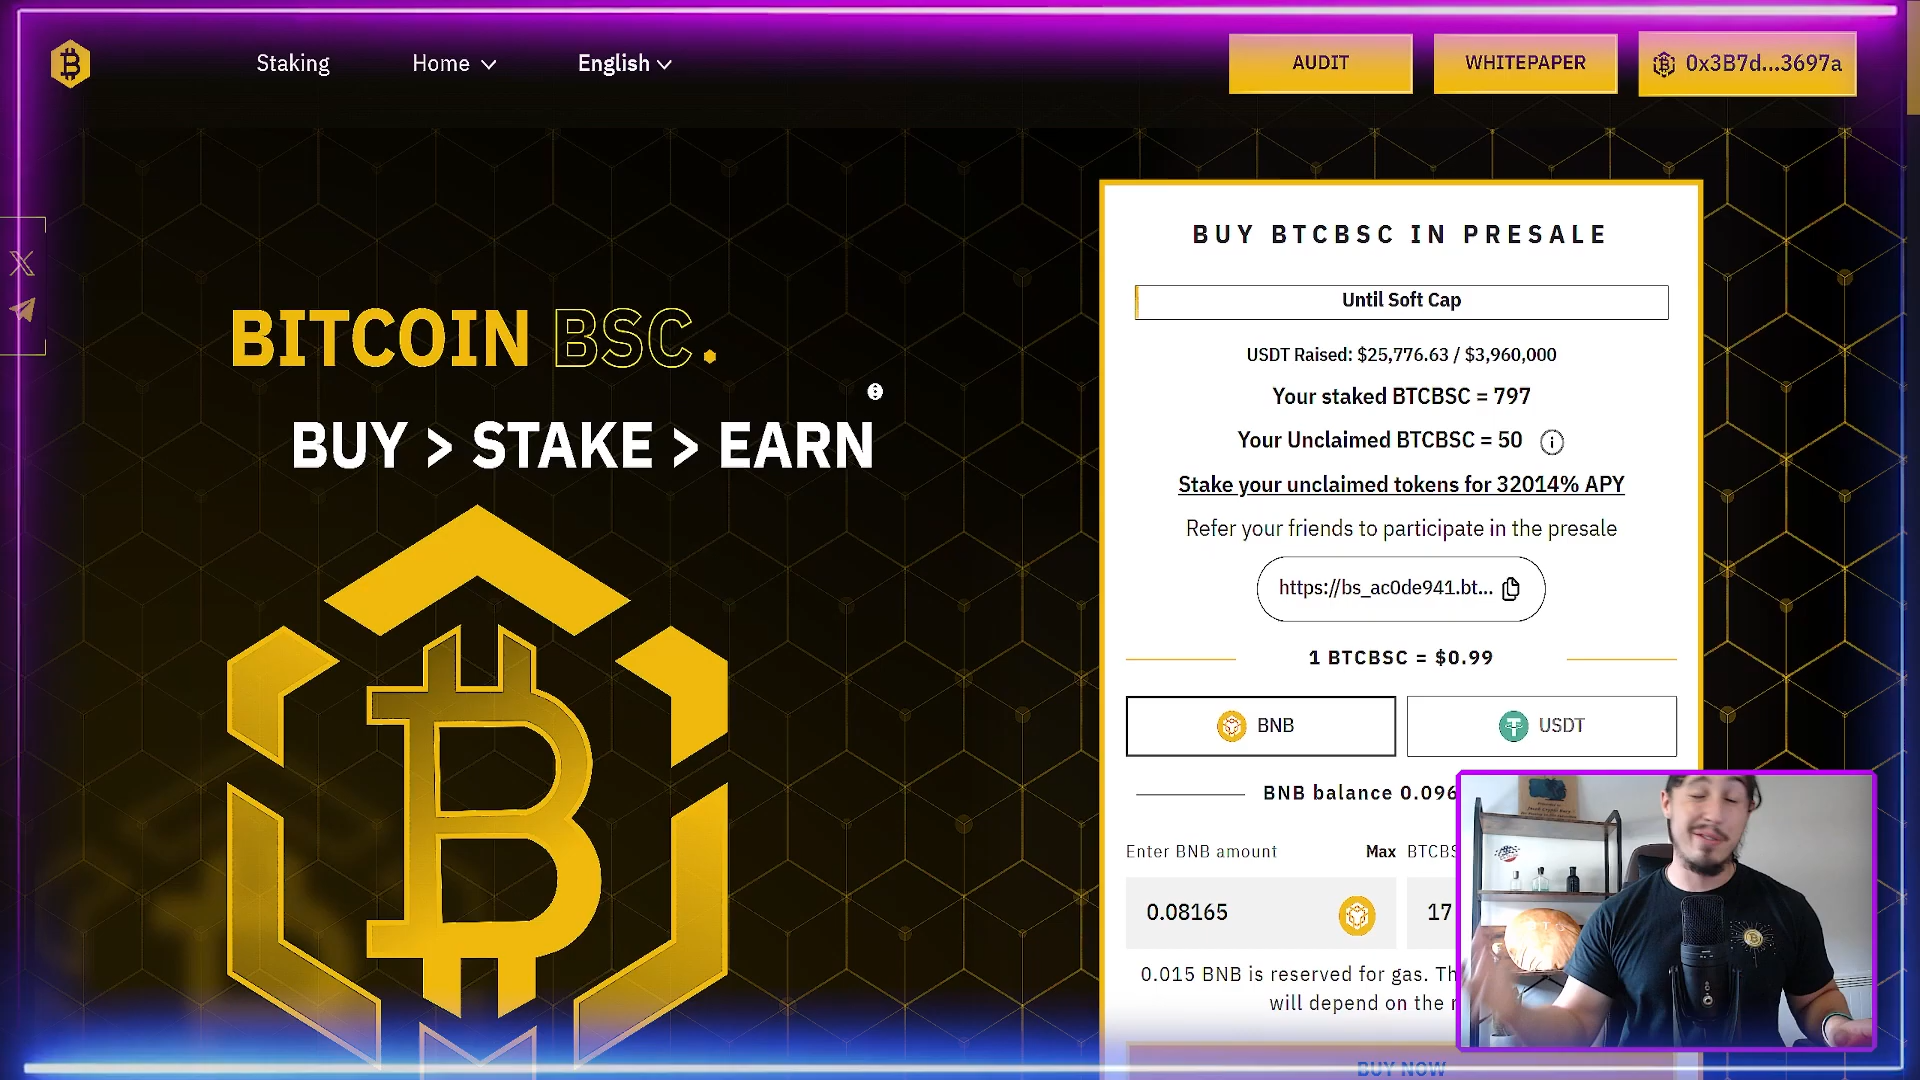 Staking
Home
English
AUDIT
WHITEPAPER
0x3B7d...3697a
BITCOIN BSC.
BUY > STAKE > EARN
BUY BTCBSC IN PRESALE
Until Soft Cap
USDT Raised: $25,776.63 / $3,960,000
Your staked BTCBSC = 797
Your Unclaimed BTCBSC = 50
Stake your unclaimed tokens for 32014% APY
Refer your friends to participate in the presale
https://bs_ac0de941.bt...
1 BTCBSC = $0.99
BNB
USDT
BNB balance 0.096
Enter BNB amount
Max
BTCBS
0.08165
17
0.015 BNB is reserved for gas. Th
will depend on the
BUY NOW